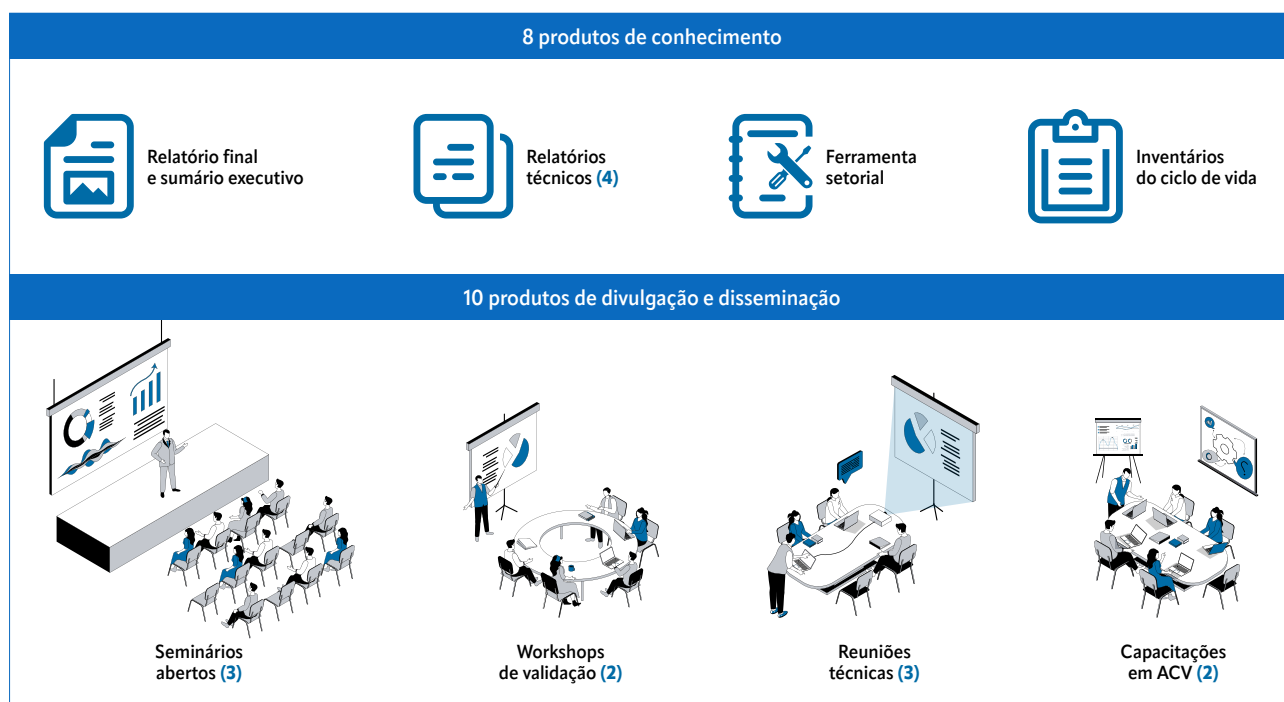 8 produtos de conhecimento
Relatório final
e sumário executivo
Relatórios
técnicos (4)
Ferramenta
setorial
Inventários
do ciclo de vida
10 produtos de divulgação e disseminação
Seminários
abertos (3)
Workshops
de validação (2)
Reuniões
técnicas (3)
Capacitações
em ACV (2)